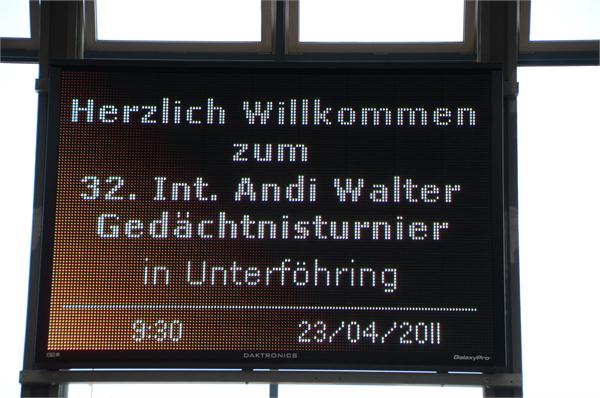 Herzlich Willkommen
zum
32. Int. Andi Walter
Gedächtnisturnier
in Unterföhring
9:30 23/04/2011
DAKTRONICS GalaxyPro